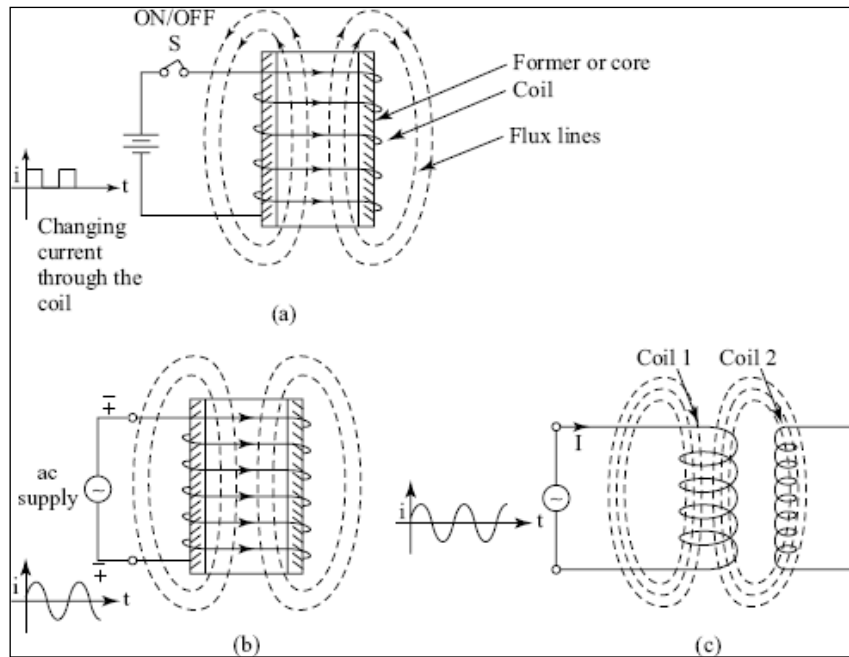 ON/OFF
S
Former or core
Coil
Flux lines
i
t
Changing
current
through the
coil
(a)
Coil 1
Coil 2
I
ac
supply
i
t
i
t
(b)
(c)